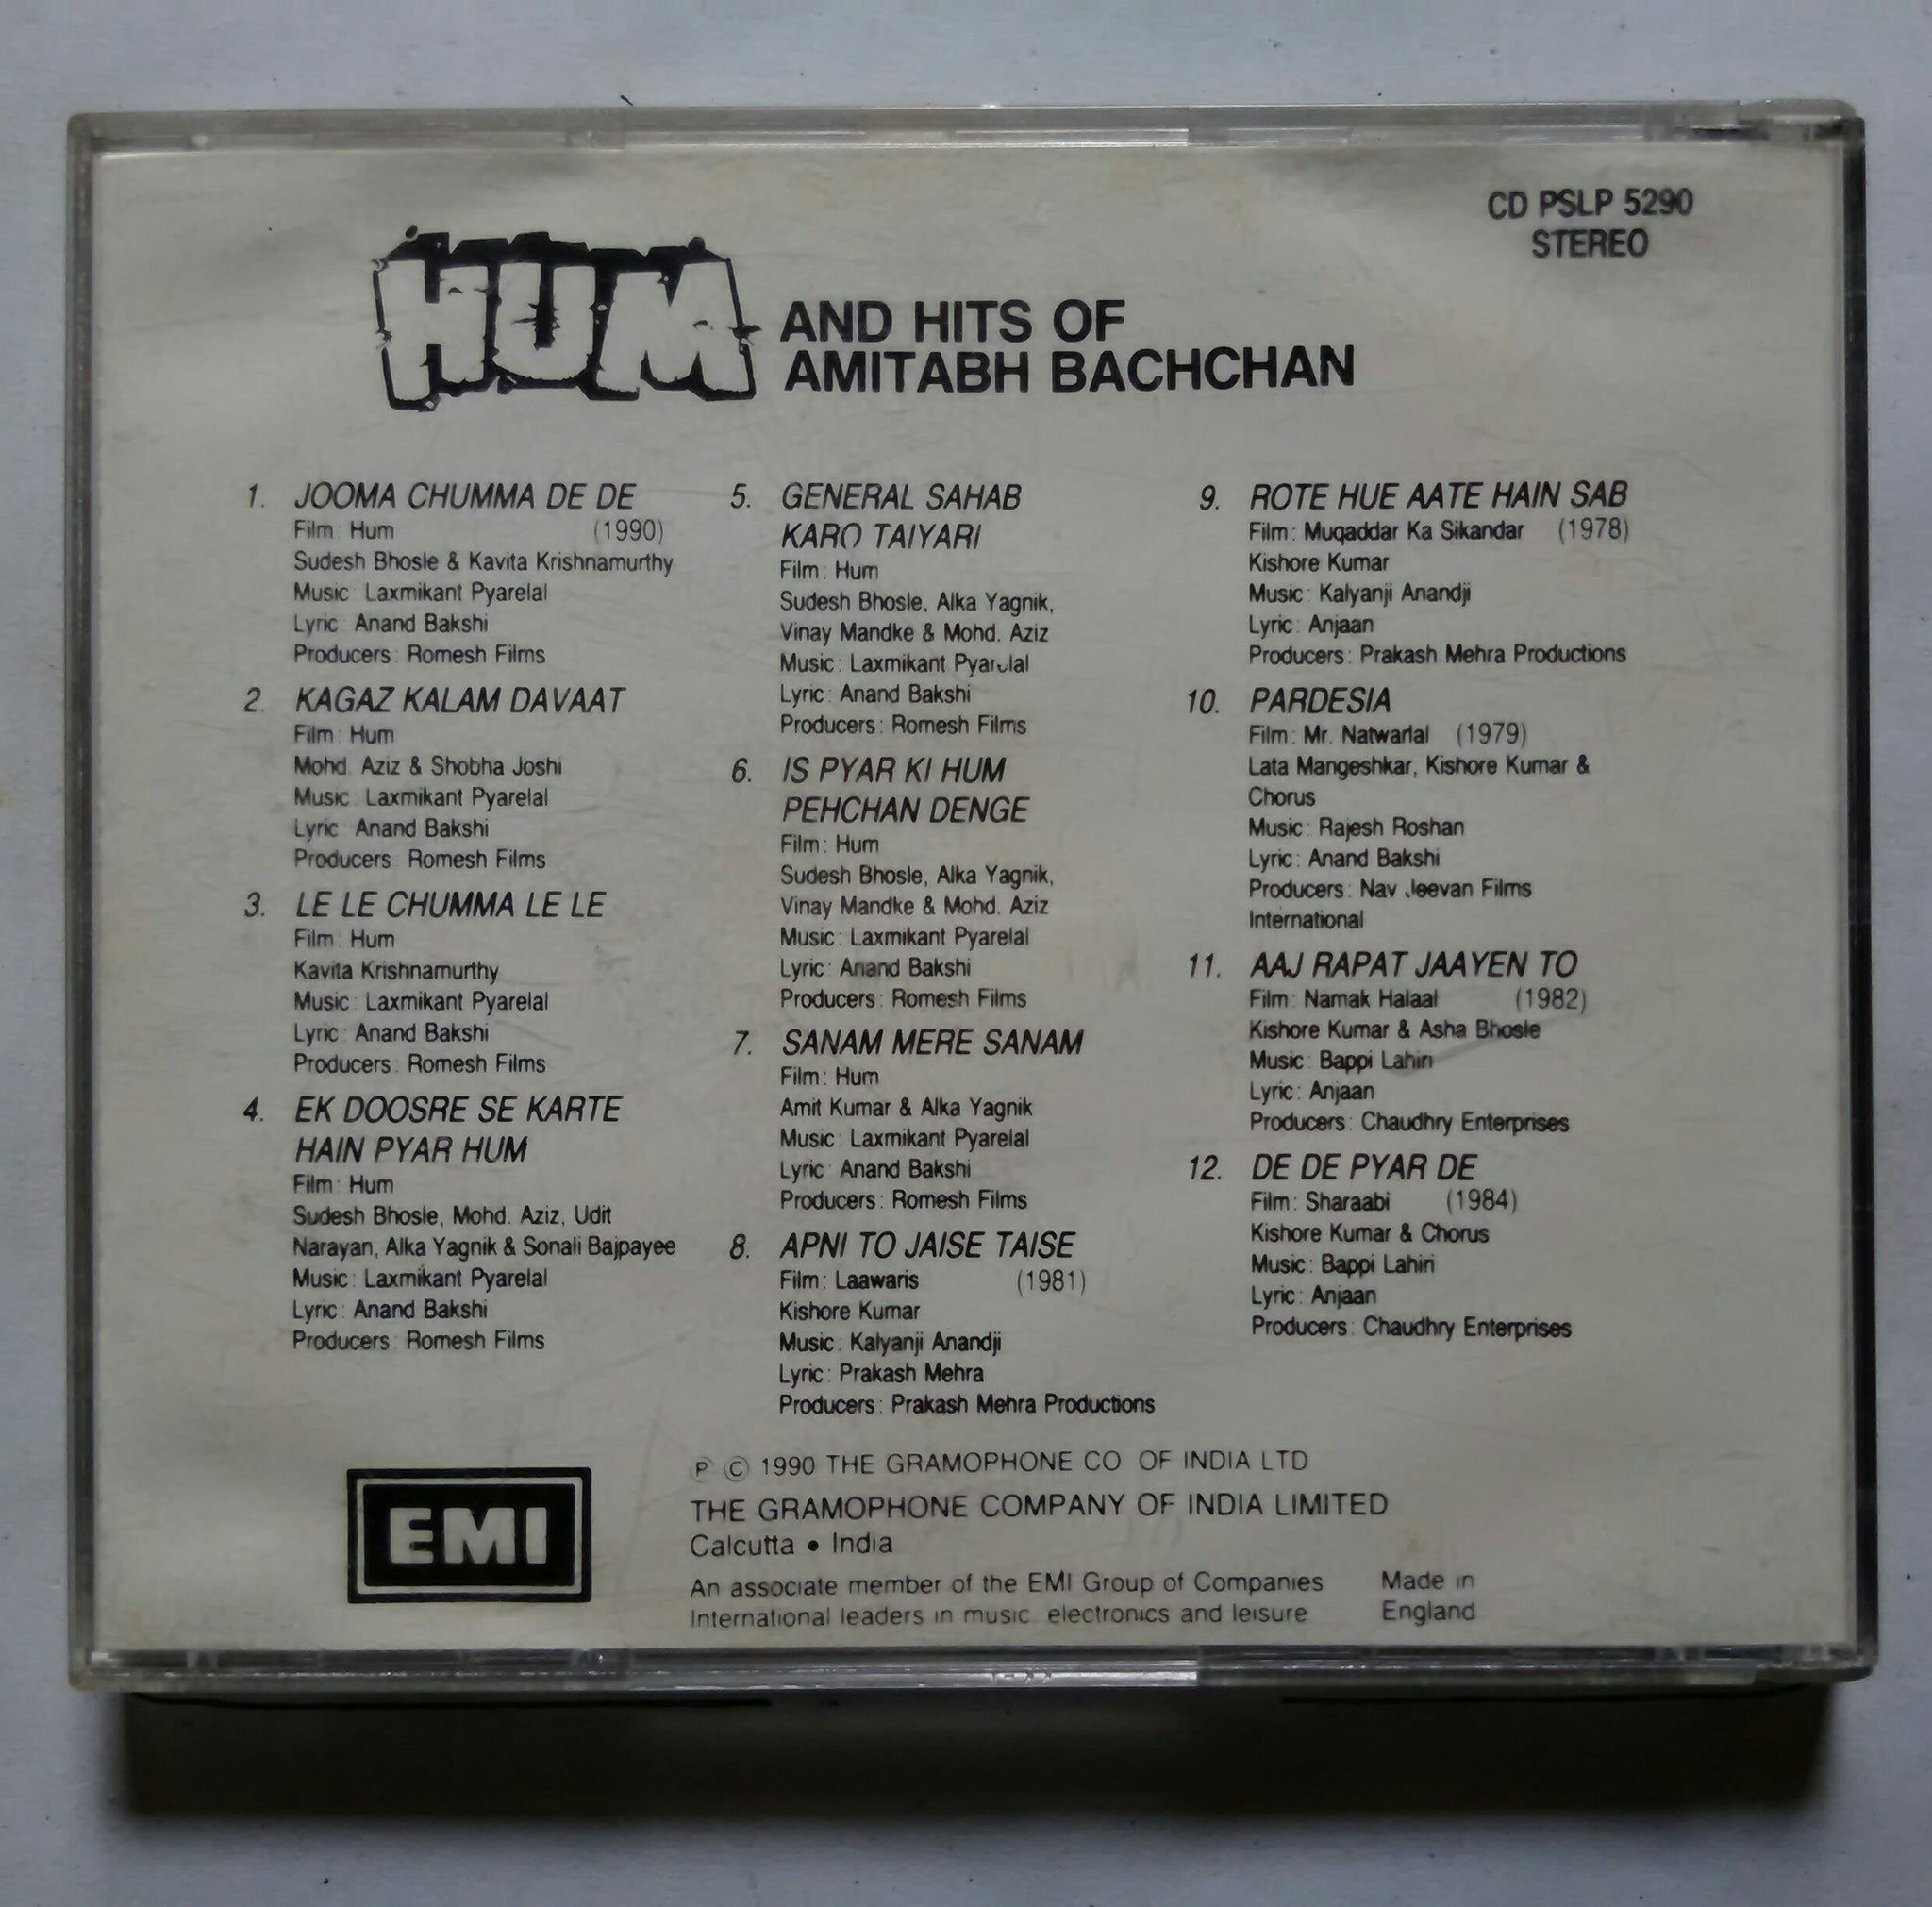 CD PSLP 5290
STEREO
HUM
AND HITS OF
AMITABH BACHCHAN
1. JOOMA CHUMMA DE DE
Film: Hum (1990)
Sudesh Bhosle & Kavita Krishnamurthy
Music: Laxmikant Pyarelal
Lyric: Anand Bakshi
Producers: Romesh Films
2. KAGAZ KALAM DAVAAT
Film: Hum
Mohd. Aziz & Shobha Joshi
Music: Laxmikant Pyarelal
Lyric: Anand Bakshi
Producers: Romesh Films
3. LE LE CHUMMA LE LE
Film: Hum
Kavita Krishnamurthy
Music: Laxmikant Pyarelal
Lyric: Anand Bakshi
Producers: Romesh Films
4. EK DOOSRE SE KARTE
HAIN PYAR HUM
Film: Hum
Sudesh Bhosle, Mohd. Aziz, Udit
Narayan, Alka Yagnik & Sonali Bajpayee
Music: Laxmikant Pyarelal
Lyric: Anand Bakshi
Producers: Romesh Films
5. GENERAL SAHAB
KARO TAIYARI
Film: Hum
Sudesh Bhosle, Alka Yagnik,
Vinay Mandke & Mohd. Aziz
Music: Laxmikant Pyarelal
Lyric: Anand Bakshi
Producers: Romesh Films
6. IS PYAR KI HUM
PEHCHAN DENGE
Film: Hum
Sudesh Bhosle, Alka Yagnik,
Vinay Mandke & Mohd. Aziz
Music: Laxmikant Pyarelal
Lyric: Anand Bakshi
Producers: Romesh Films
7. SANAM MERE SANAM
Film: Hum
Amit Kumar & Alka Yagnik
Music: Laxmikant Pyarelal
Lyric: Anand Bakshi
Producers: Romesh Films
8. APNI TO JAISE TAISE
Film: Laawaris (1981)
Kishore Kumar
Music: Kalyanji Anandji
Lyric: Prakash Mehra
Producers: Prakash Mehra Productions
9. ROTE HUE AATE HAIN SAB
Film: Muqaddar Ka Sikandar (1978)
Kishore Kumar
Music: Kalyanji Anandji
Lyric: Anjaan
Producers: Prakash Mehra Productions
10. PARDESIA
Film: Mr. Natwarlal (1979)
Lata Mangeshkar, Kishore Kumar &
Chorus
Music: Rajesh Roshan
Lyric: Anand Bakshi
Producers: Nav Jeevan Films
International
11. AAJ RAPAT JAAYEN TO
Film: Namak Halaal (1982)
Kishore Kumar & Asha Bhosle
Music: Bappi Lahiri
Lyric: Anjaan
Producers: Chaudhry Enterprises
12. DE DE PYAR DE
Film: Sharaabi (1984)
Kishore Kumar & Chorus
Music: Bappi Lahiri
Lyric: Anjaan
Producers: Chaudhry Enterprises
EMI
℗ © 1990 THE GRAMOPHONE CO OF INDIA LTD
THE GRAMOPHONE COMPANY OF INDIA LIMITED
Calcutta • India
An associate member of the EMI Group of Companies
International leaders in music electronics and leisure
Made in
England